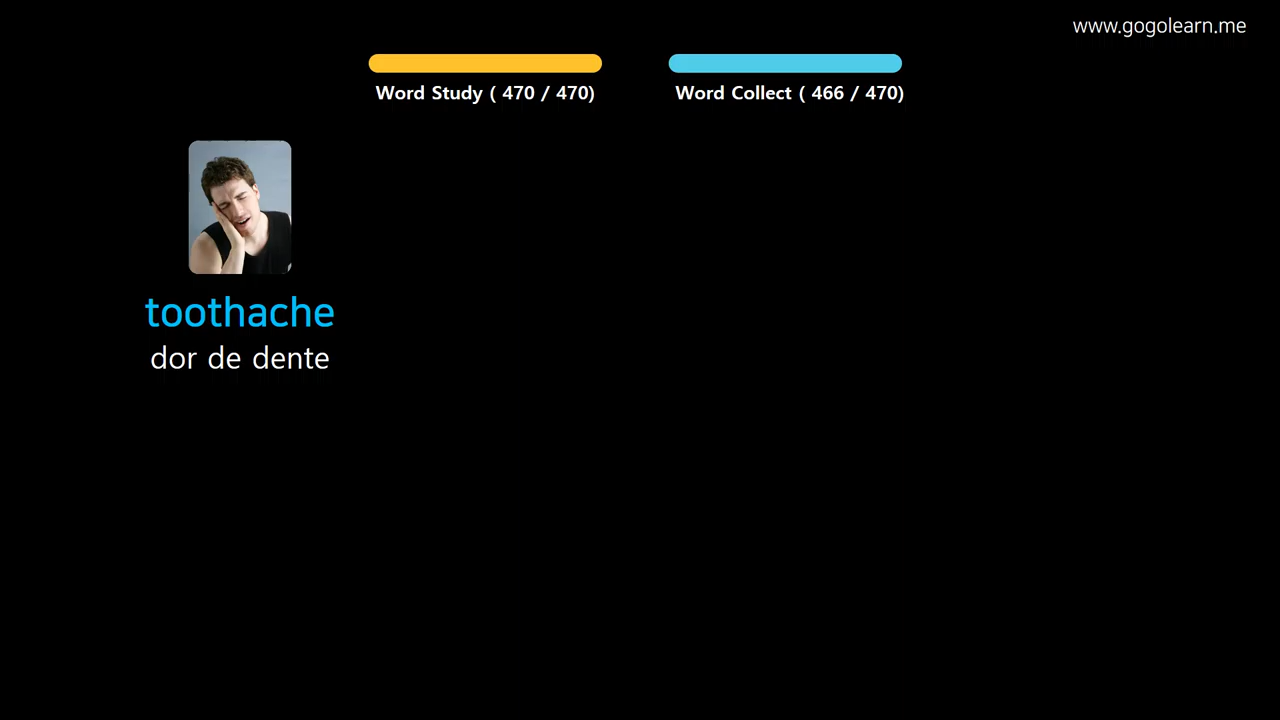 www.gogolearn.me
Word Study ( 470 / 470)
Word Collect ( 466 / 470)
toothache
dor de dente